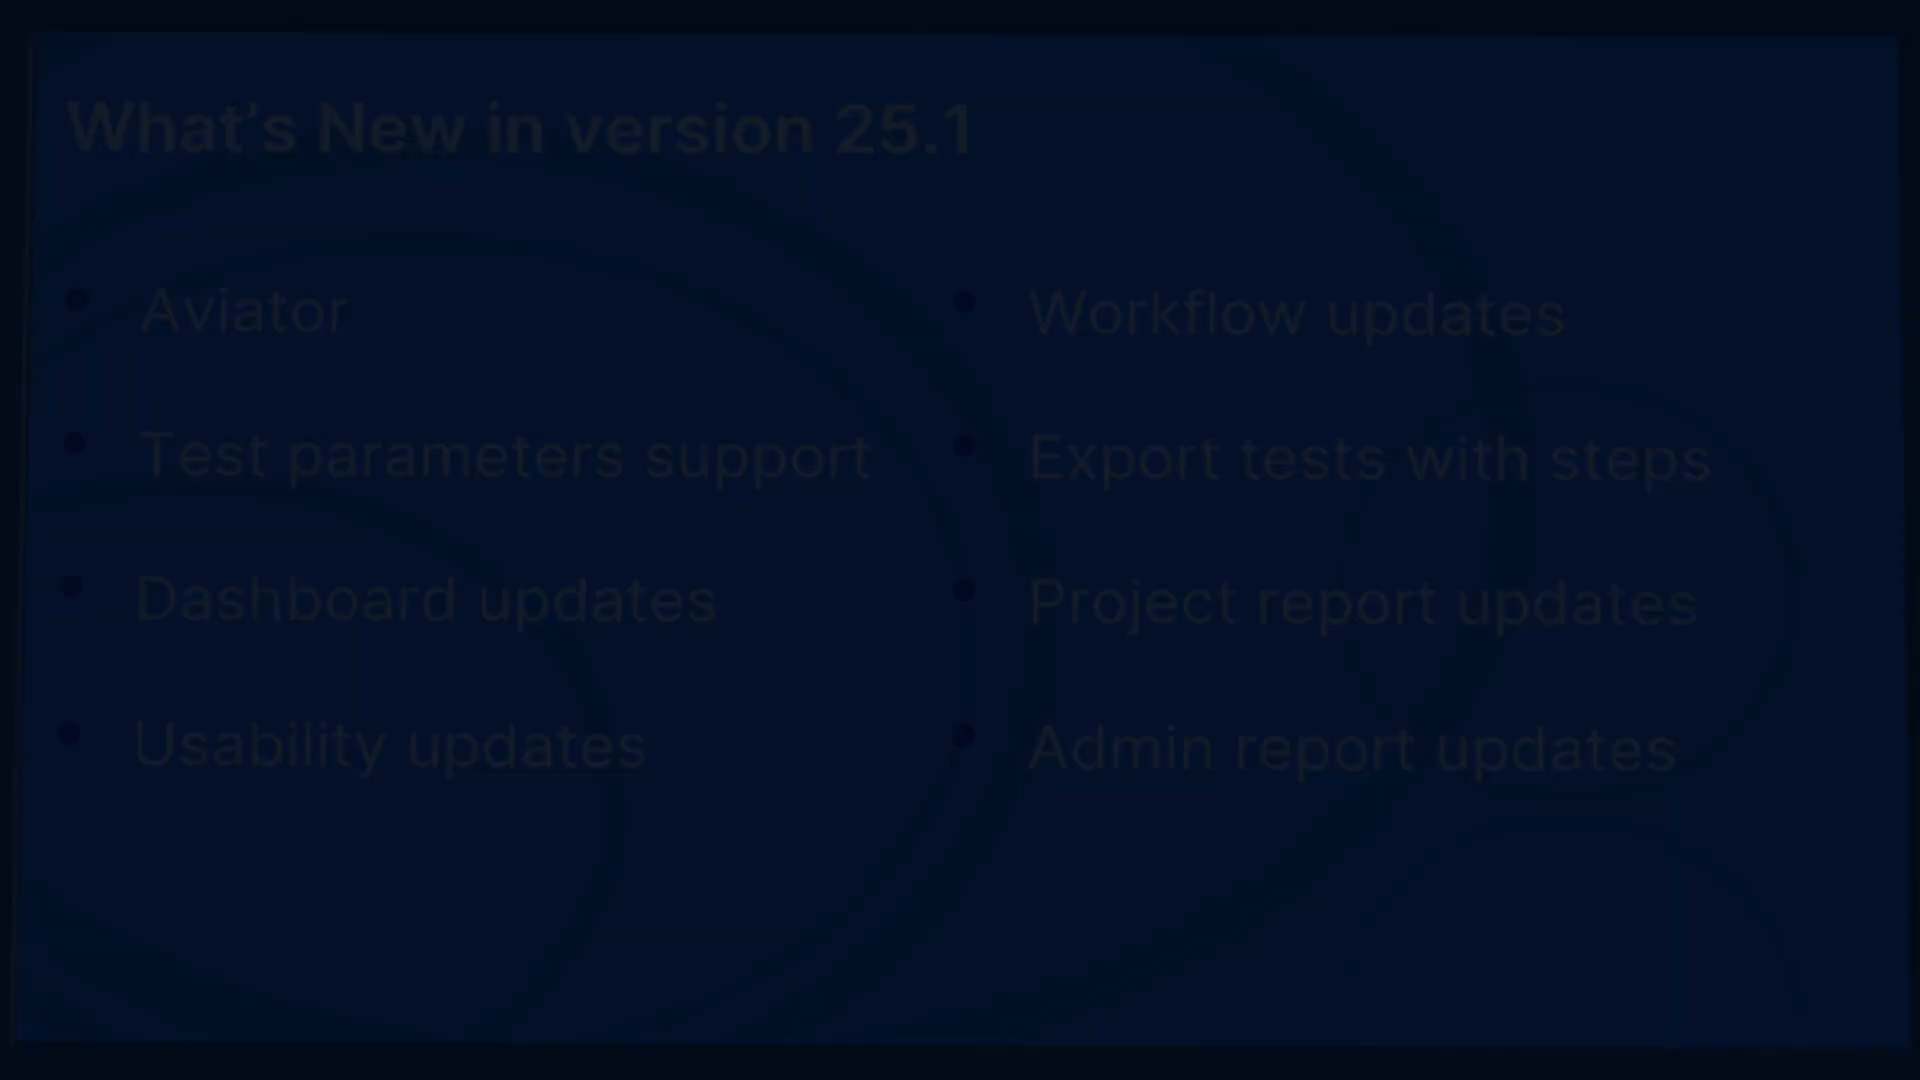 What's New in version 25.1
Aviator
Test parameters support
Dashboard updates
Usability updates
Workflow updates
Export tests with steps
Project report updates
Admin report updates